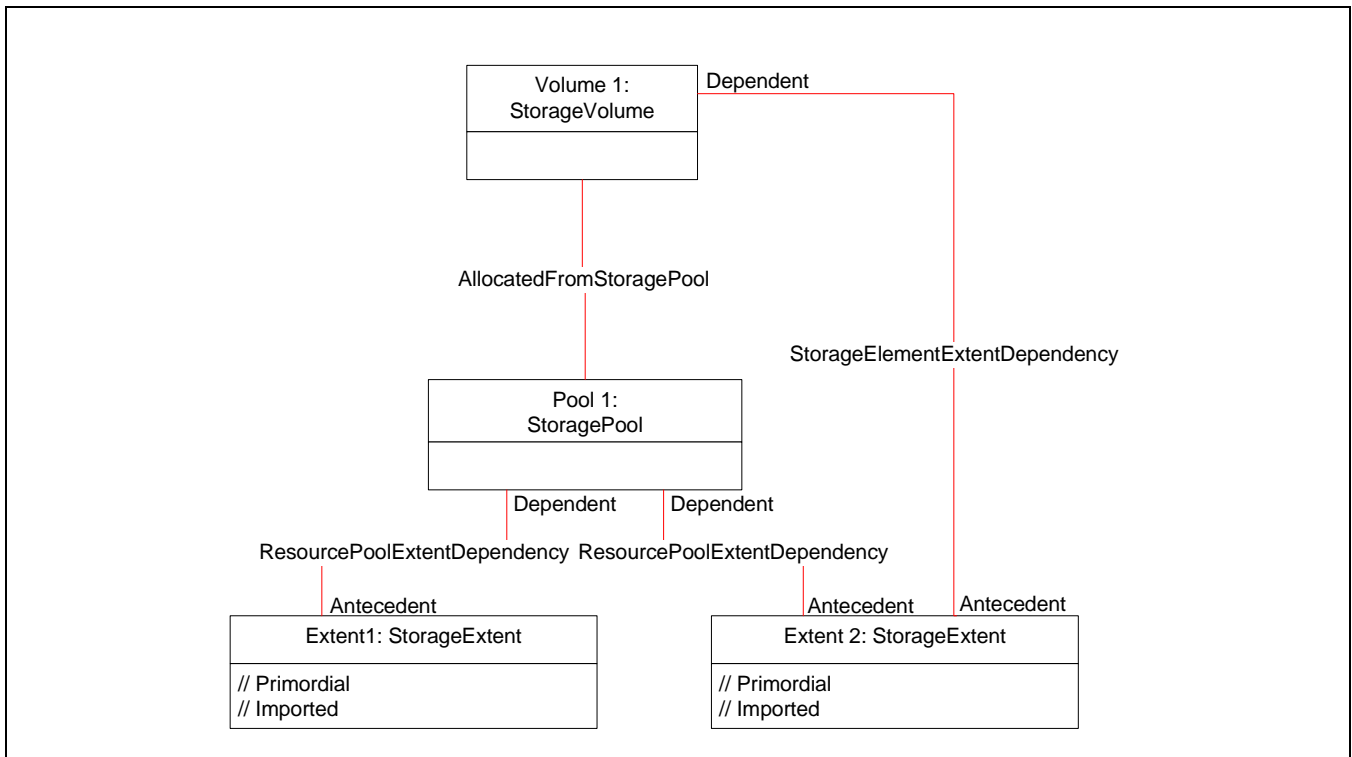 Volume 1:
StorageVolume
Dependent
AllocatedFromStoragePool
StorageElementExtentDependency
Pool 1:
StoragePool
Dependent
Dependent
ResourcePoolExtentDependency
ResourcePoolExtentDependency
Antecedent
Antecedent
Antecedent
Extent1: StorageExtent
// Primordial
// Imported
Extent 2: StorageExtent
// Primordial
// Imported